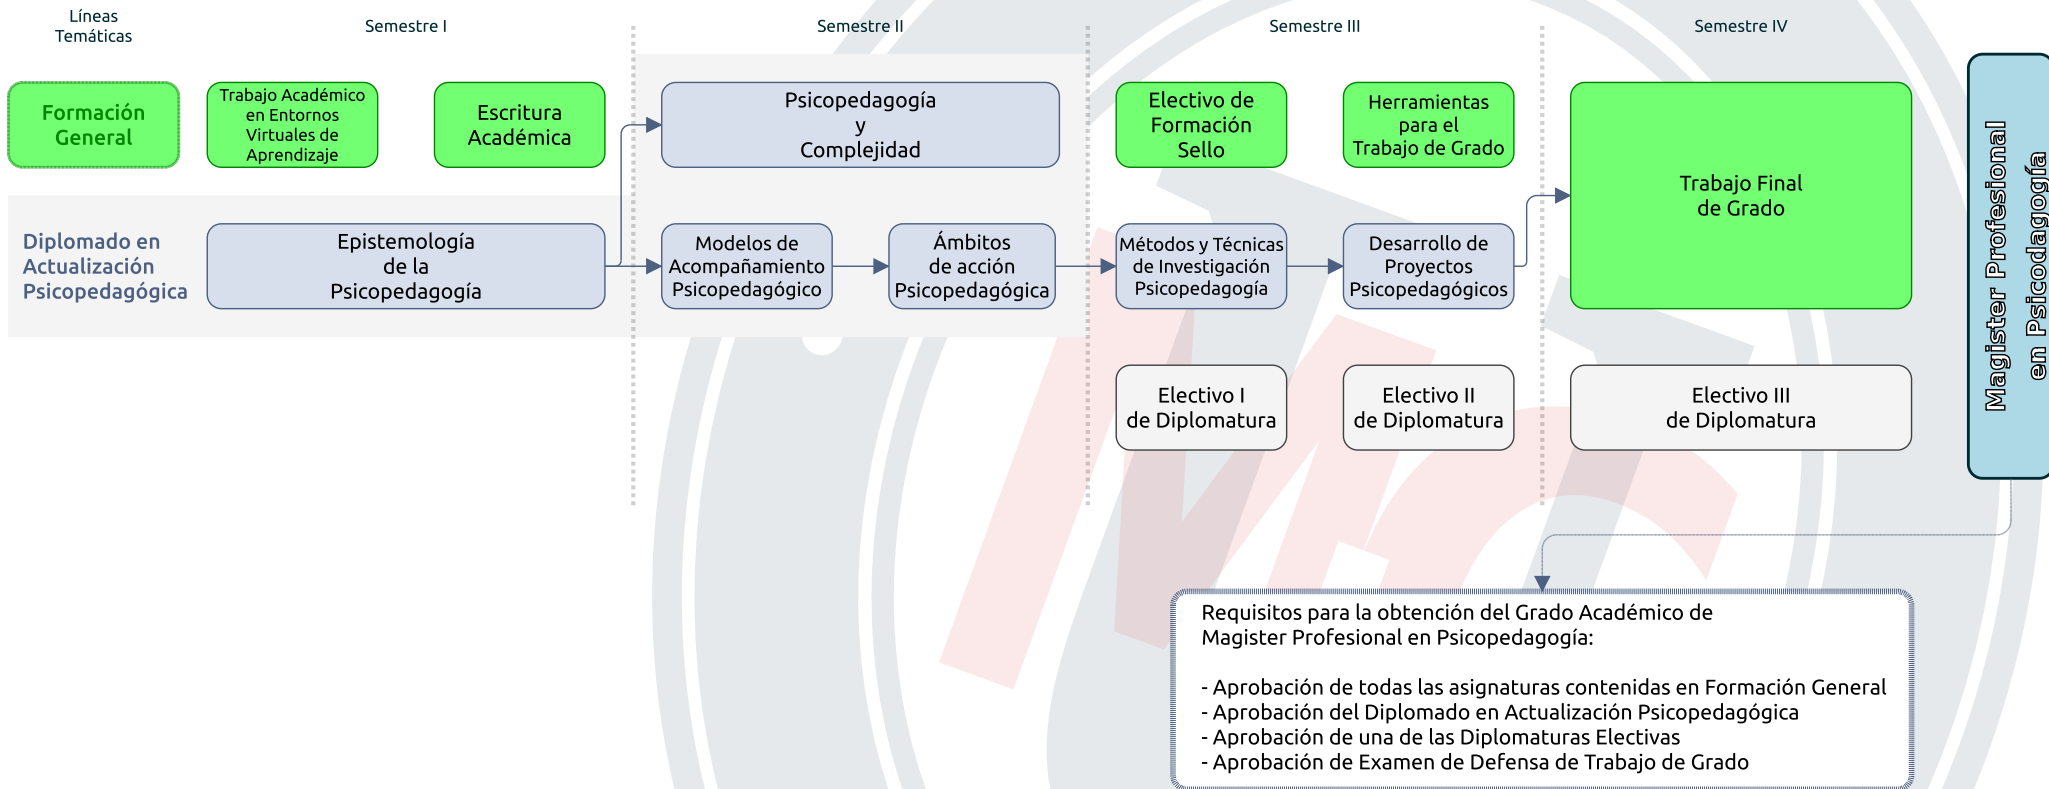 Líneas
Temáticas
Semestre I
Semestre II
Semestre III
Semestre IV
Formación
General
Trabajo Académico
en Entornos
Virtuales de
Aprendizaje
Escritura
Académica
Psicopedagogía
y
Complejidad
Electivo de
Formación
Sello
Herramientas
para el
Trabajo de Grado
Trabajo Final
de Grado
Diplomado en
Actualización
Psicopedagógica
Epistemología
de la
Psicopedagogía
Modelos de
Acompañamiento
Psicopedagógico
Ámbitos
de acción
Psicopedagógica
Métodos y Técnicas
de Investigación
Psicopedagogía
Desarrollo de
Proyectos
Psicopedagógicos
Electivo I
de Diplomatura
Electivo II
de Diplomatura
Electivo III
de Diplomatura
Magister Profesional
en Psicodagogía
Requisitos para la obtención del Grado Académico de
Magister Profesional en Psicopedagogía:
- Aprobación de todas las asignaturas contenidas en Formación General
- Aprobación del Diplomado en Actualización Psicopedagógica
- Aprobación de una de las Diplomaturas Electivas
- Aprobación de Examen de Defensa de Trabajo de Grado